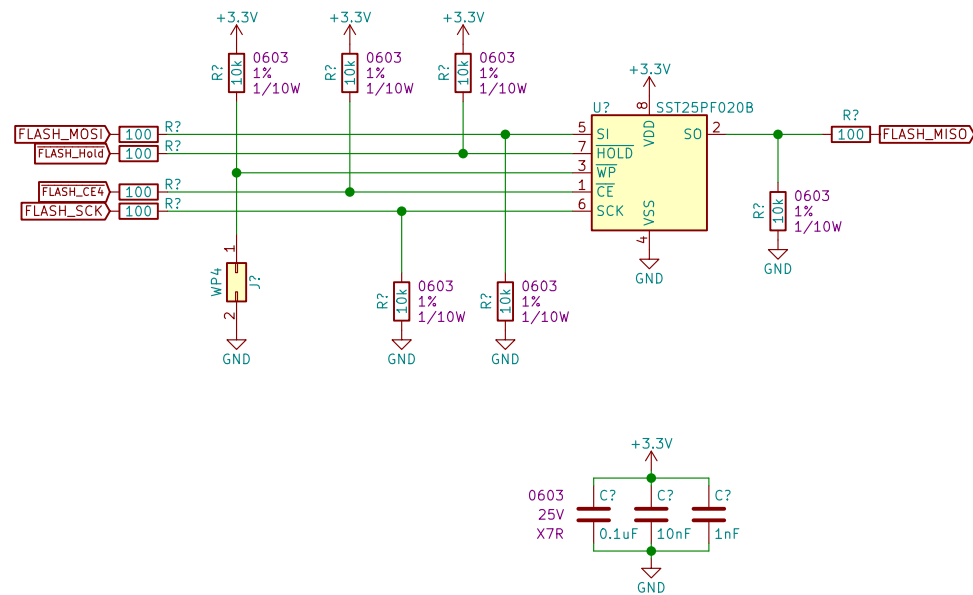 +3.3V
+3.3V
+3.3V
R?
10k
0603
1%
1/10W
R?
10k
0603
1%
1/10W
R?
10k
0603
1%
1/10W
+3.3V
U?
SST25PF020B
8
VDD
FLASH_MOSI
100
R?
5
SI
FLASH_Hold
100
R?
7
HOLD
3
WP
FLASH_CE4
100
R?
1
CE
FLASH_SCK
100
R?
6
SCK
SO
2
R?
100
FLASH_MISO
VSS
4
GND
R?
10k
0603
1%
1/10W
GND
1
WP4
J?
2
GND
R?
10k
0603
1%
1/10W
GND
R?
10k
0603
1%
1/10W
GND
+3.3V
0603
25V
X7R
C?
0.1uF
C?
10nF
C?
1nF
GND